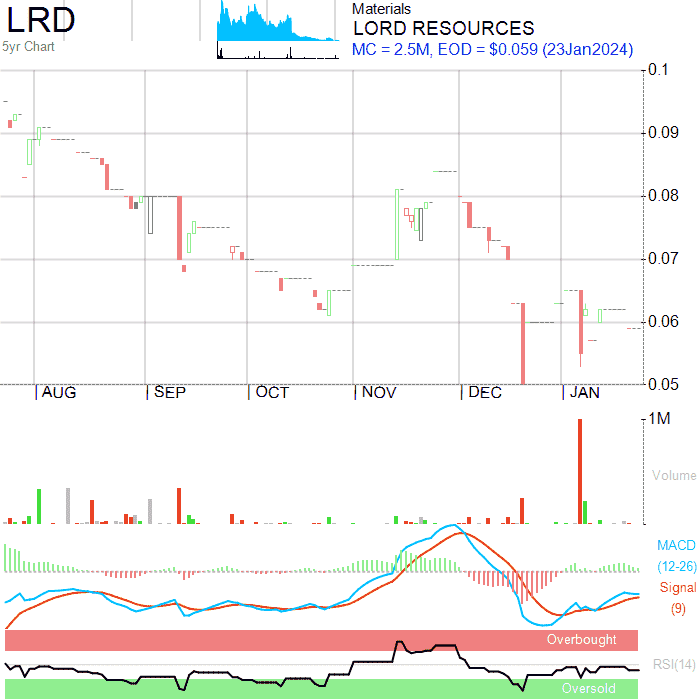 LRD
5yr Chart
Materials
LORD RESOURCES
MC = 2.5M, EOD = $0.059 (23Jan2024)
0.1
0.09
0.08
0.07
0.06
0.05
AUG SEP OCT NOV DEC JAN
1M
Volume
MACD
(12-26)
Signal
(9)
Overbought
RSI(14)
Oversold